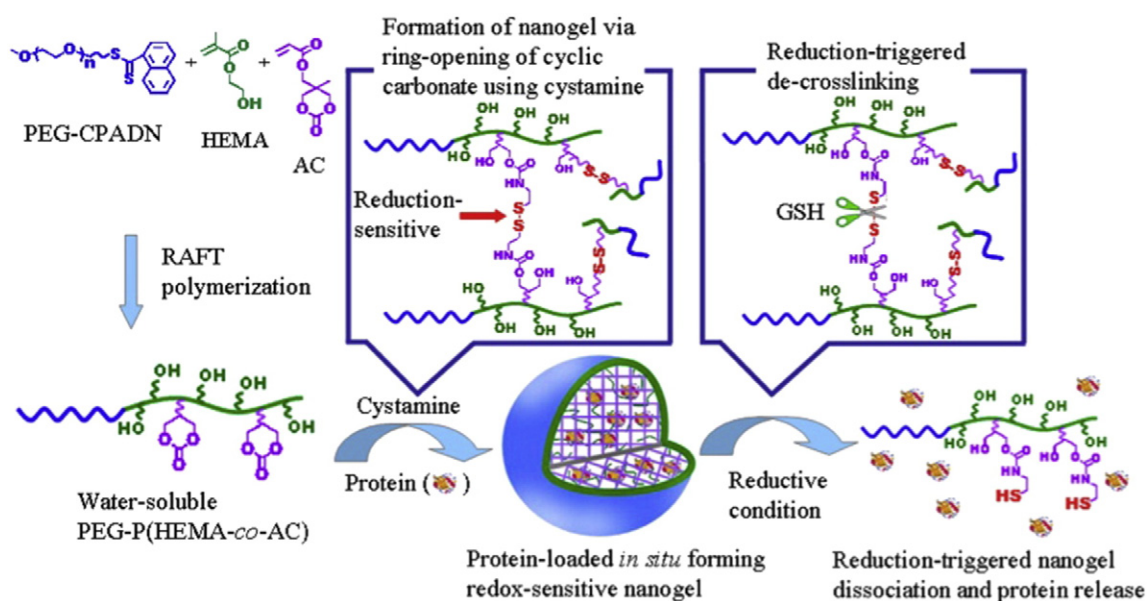 PEG-CPADN
HEMA
AC
Formation of nanogel via
ring-opening of cyclic
carbonate using cystamine
Reduction-triggered
de-crosslinking
Reduction-
sensitive
GSH
RAFT
polymerization
Water-soluble
PEG-P(HEMA-co-AC)
Cystamine
Protein ( )
Protein-loaded in situ forming
redox-sensitive nanogel
Reductive
condition
Reduction-triggered nanogel
dissociation and protein release